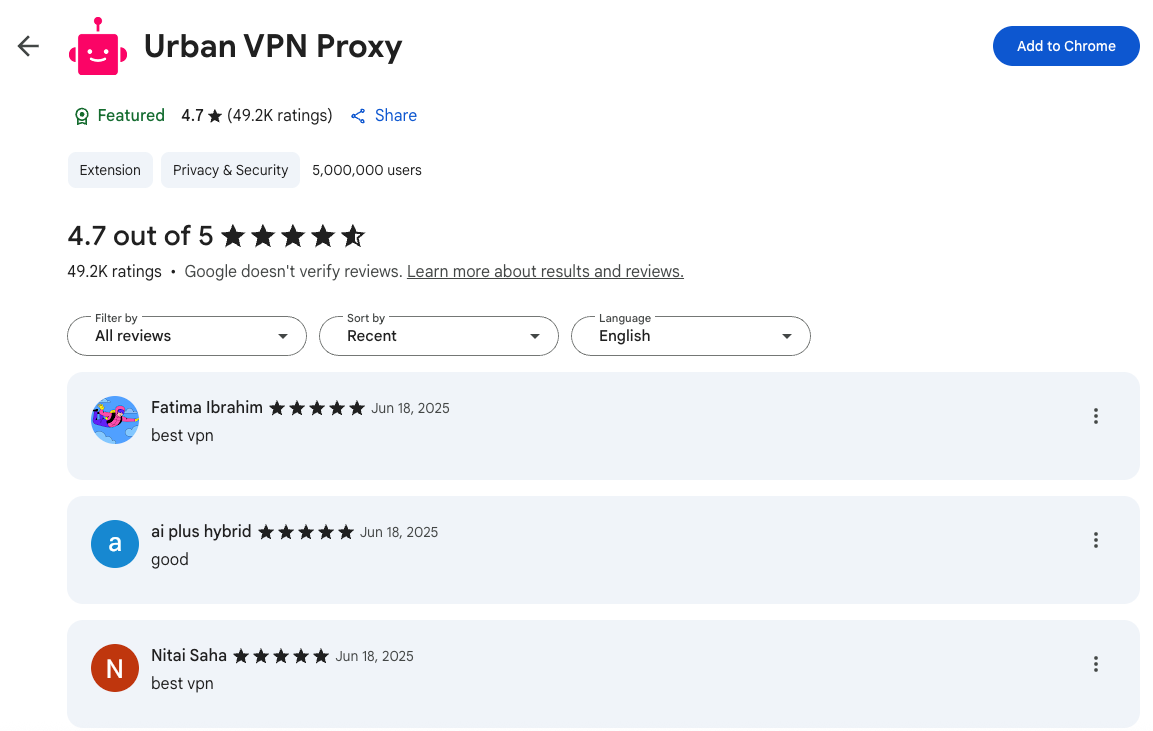 Urban VPN Proxy
Add to Chrome
Featured 4.7 ★ (49.2K ratings) Share
Extension Privacy & Security 5,000,000 users
4.7 out of 5
49.2K ratings • Google doesn't verify reviews. Learn more about results and reviews.
Filter by Sort by Language
All reviews Recent English
Fatima Ibrahim Jun 18, 2025
best vpn
a
ai plus hybrid Jun 18, 2025
good
N
Nitai Saha Jun 18, 2025
best vpn